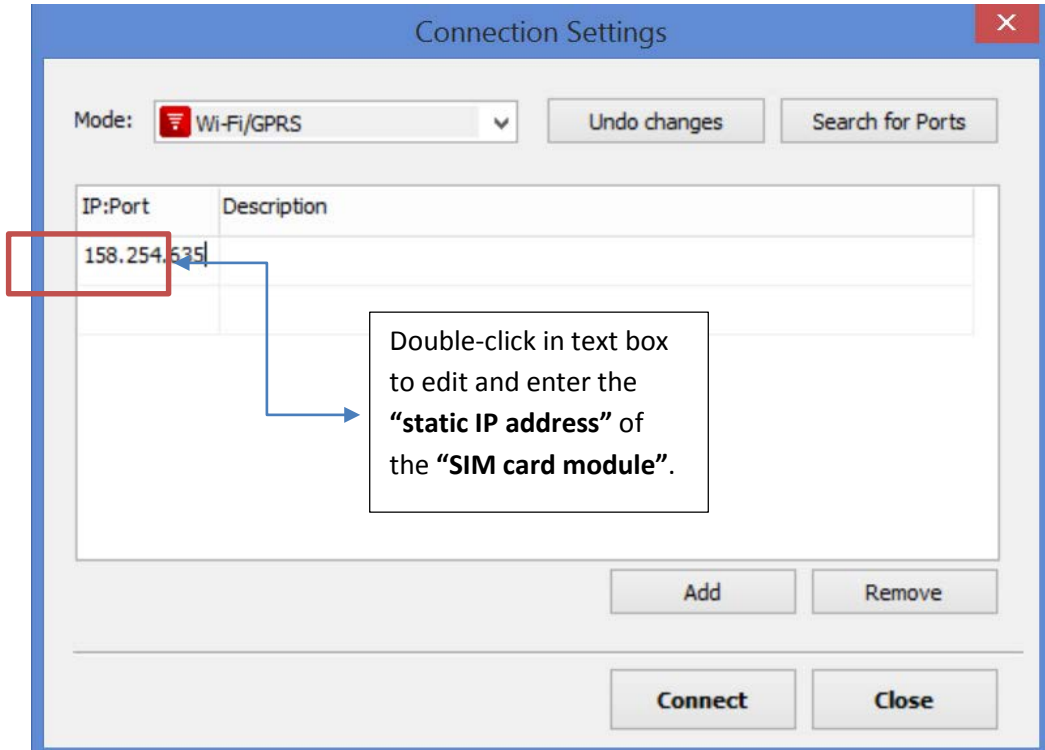 Connection Settings
Mode: Wi-Fi/GPRS Undo changes Search for Ports
IP:Port Description
158.254.635
Double-click in text box
to edit and enter the
“static IP address” of
the “SIM card module”.
Add Remove
Connect Close